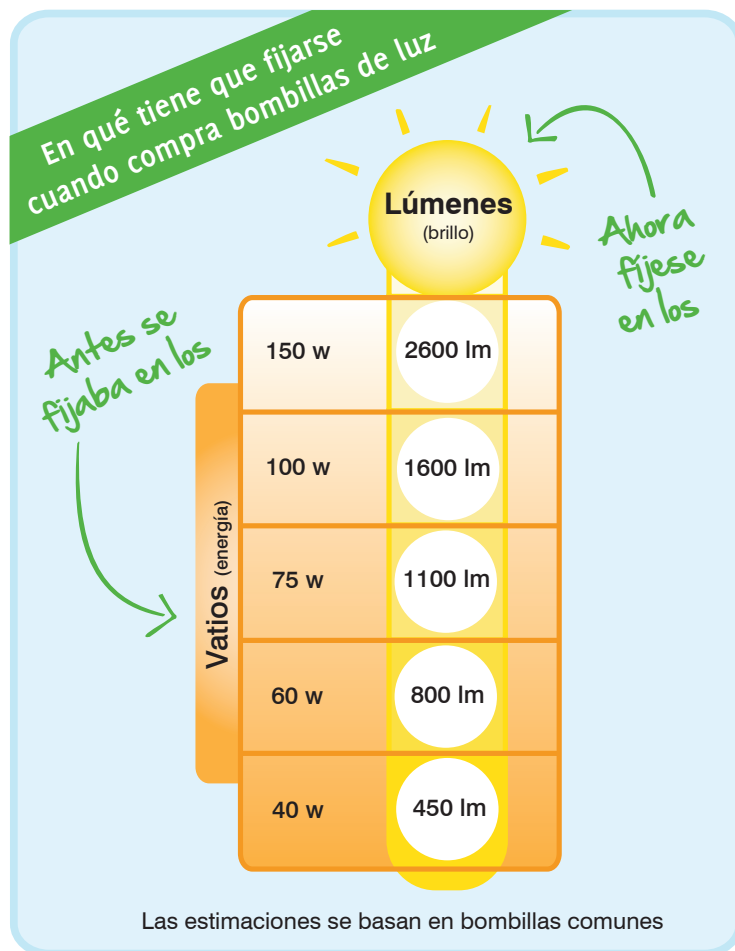 En qué tiene que fijarse
cuando compra bombillas de luz
Lúmenes
(brillo)
Ahora
fíjese
en los
Antes se
fijaba en los
Vatios (energía)
150 w 2600 lm
100 w 1600 lm
75 w 1100 lm
60 w 800 lm
40 w 450 lm
Las estimaciones se basan en bombillas comunes